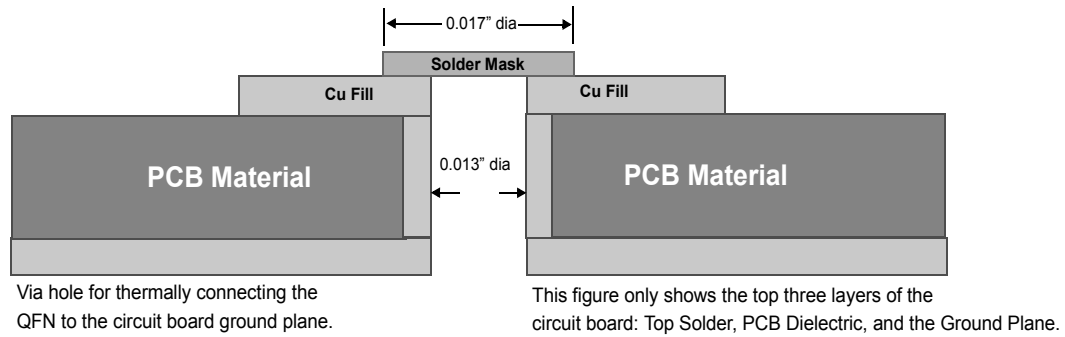 0.017” dia
Solder Mask
Cu Fill
Cu Fill
PCB Material
0.013” dia
PCB Material
Via hole for thermally connecting the
QFN to the circuit board ground plane.
This figure only shows the top three layers of the
circuit board: Top Solder, PCB Dielectric, and the Ground Plane.